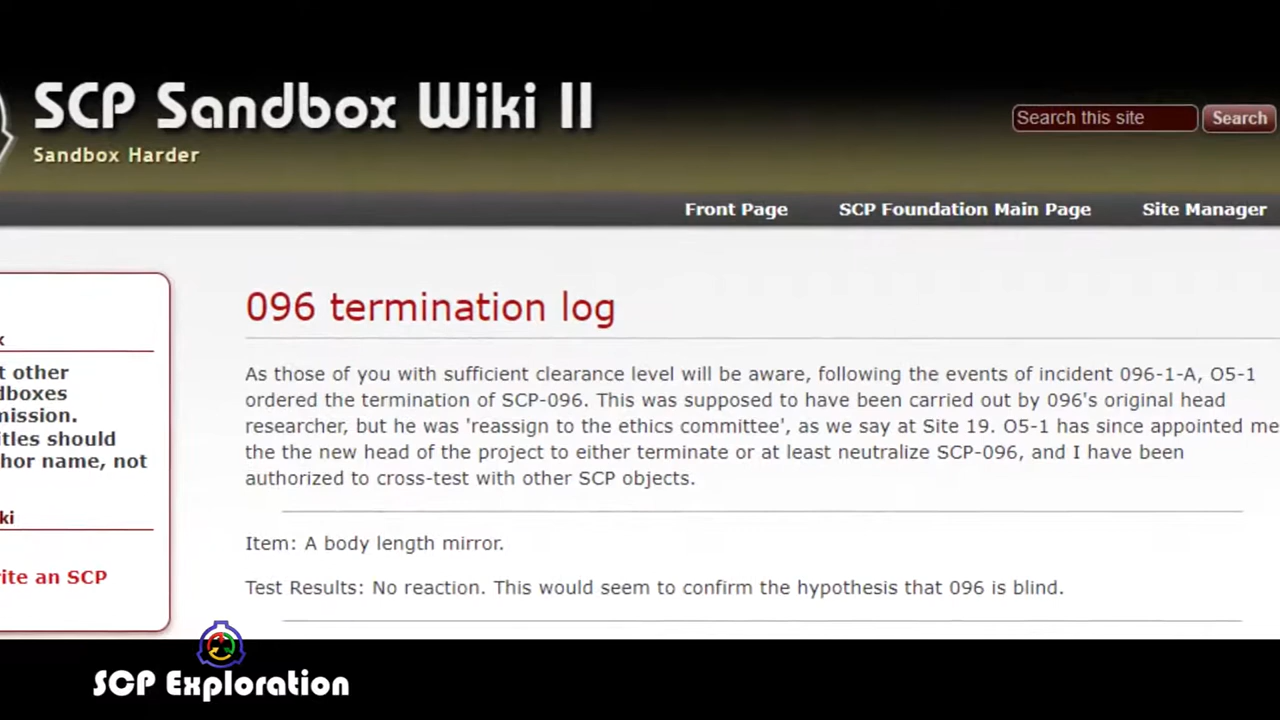 SCP Sandbox Wiki II
Sandbox Harder
Search this site
Search
Front Page
SCP Foundation Main Page
Site Manager
other
author name, not
ite an SCP
096 termination log
As those of you with sufficient clearance level will be aware, following the events of incident 096-1-A, O5-1
ordered the termination of SCP-096. This was supposed to have been carried out by 096's original head
researcher, but he was 'reassign to the ethics committee', as we say at Site 19. O5-1 has since appointed me
the the new head of the project to either terminate or at least neutralize SCP-096, and I have been
authorized to cross-test with other SCP objects.
Item: A body length mirror.
Test Results: No reaction. This would seem to confirm the hypothesis that 096 is blind.
SCP Exploration